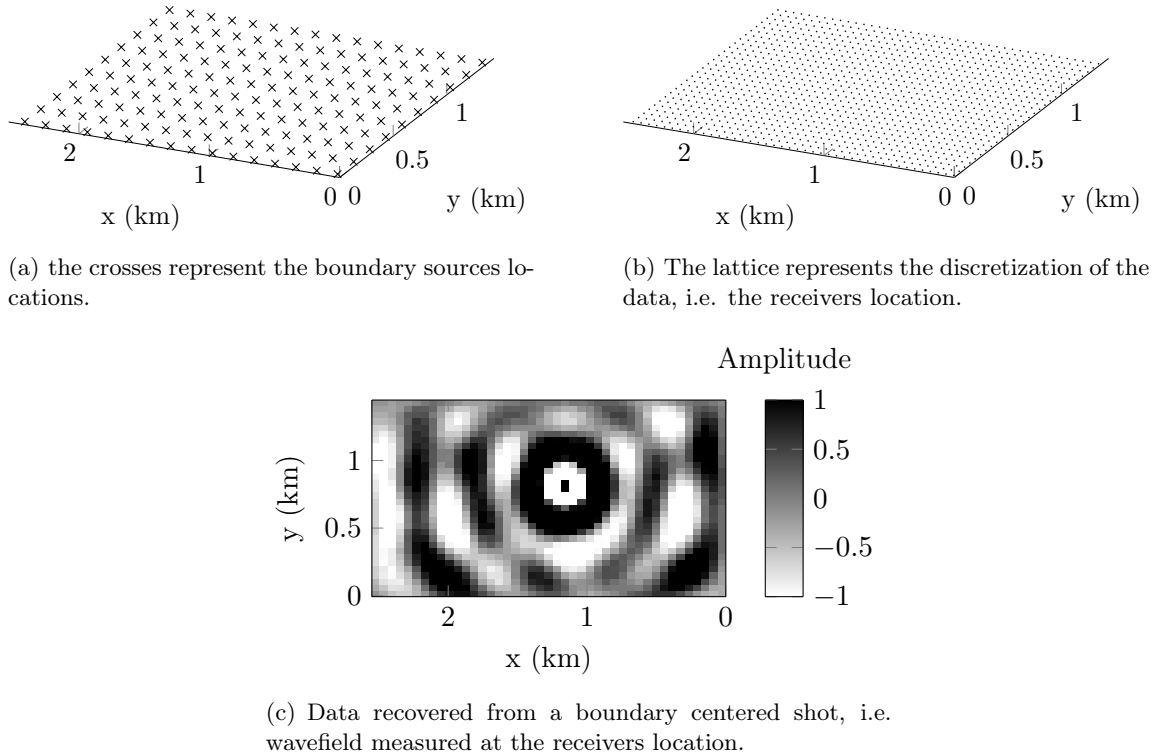 2
1
0
x (km)
0
0.5
1
y (km)
(a) the crosses represent the boundary sources lo-
cations.
2
1
0
x (km)
0
0.5
1
y (km)
(b) The lattice represents the discretization of the
data, i.e. the receivers location.
Amplitude
1
0.5
0
−0.5
−1
1
0.5
0
y (km)
2
1
0
x (km)
(c) Data recovered from a boundary centered shot, i.e.
wavefield measured at the receivers location.